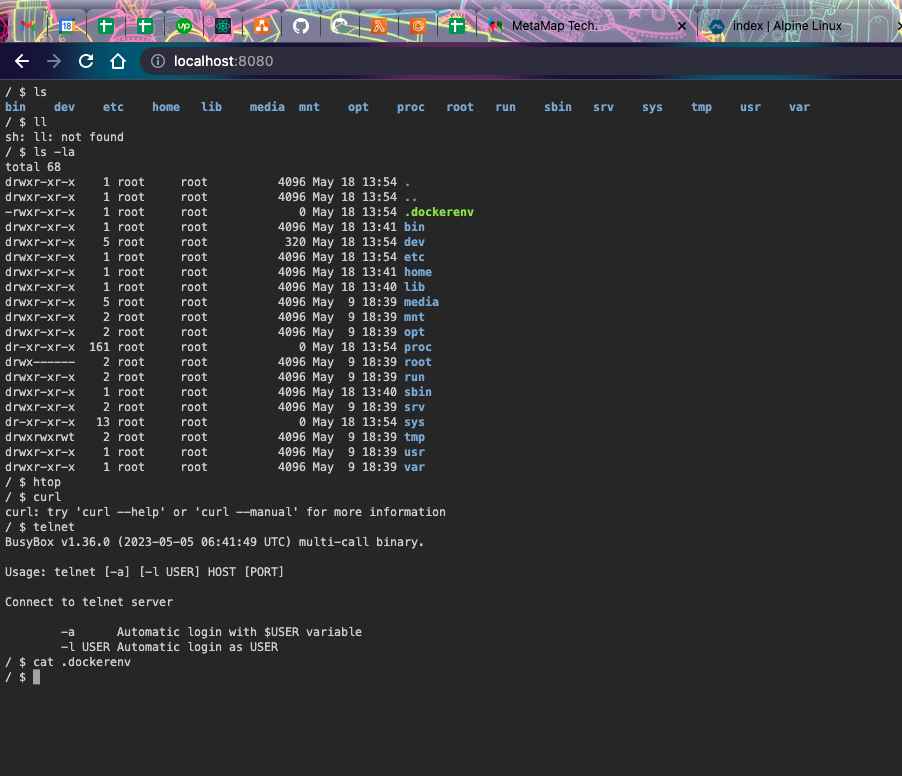 18
up
MetaMap Tech.
index | Alpine Linux
localhost:8080
/ $ ls
bin    dev    etc    home   lib    media  mnt    opt    proc   root   run    sbin   srv    sys    tmp    usr    var
/ $ ll
sh: ll: not found
/ $ ls -la
total 68
drwxr-xr-x    1 root     root          4096 May 18 13:54 .
drwxr-xr-x    1 root     root          4096 May 18 13:54 ..
-rwxr-xr-x    1 root     root             0 May 18 13:54 .dockerenv
drwxr-xr-x    1 root     root          4096 May 18 13:41 bin
drwxr-xr-x    5 root     root           320 May 18 13:54 dev
drwxr-xr-x    1 root     root          4096 May 18 13:54 etc
drwxr-xr-x    1 root     root          4096 May 18 13:41 home
drwxr-xr-x    1 root     root          4096 May 18 13:40 lib
drwxr-xr-x    5 root     root          4096 May  9 18:39 media
drwxr-xr-x    2 root     root          4096 May  9 18:39 mnt
drwxr-xr-x    2 root     root          4096 May  9 18:39 opt
dr-xr-xr-x  161 root     root             0 May 18 13:54 proc
drwx------    2 root     root          4096 May  9 18:39 root
drwxr-xr-x    2 root     root          4096 May  9 18:39 run
drwxr-xr-x    1 root     root          4096 May 18 13:40 sbin
drwxr-xr-x    2 root     root          4096 May  9 18:39 srv
dr-xr-xr-x   13 root     root             0 May 18 13:54 sys
drwxrwxrwt    2 root     root          4096 May  9 18:39 tmp
drwxr-xr-x    1 root     root          4096 May  9 18:39 usr
drwxr-xr-x    1 root     root          4096 May  9 18:39 var
/ $ htop
/ $ curl
curl: try 'curl --help' or 'curl --manual' for more information
/ $ telnet
BusyBox v1.36.0 (2023-05-05 06:41:49 UTC) multi-call binary.
Usage: telnet [-a] [-l USER] HOST [PORT]
Connect to telnet server
-a      Automatic login with $USER variable
-l USER Automatic login as USER
/ $ cat .dockerenv
/ $